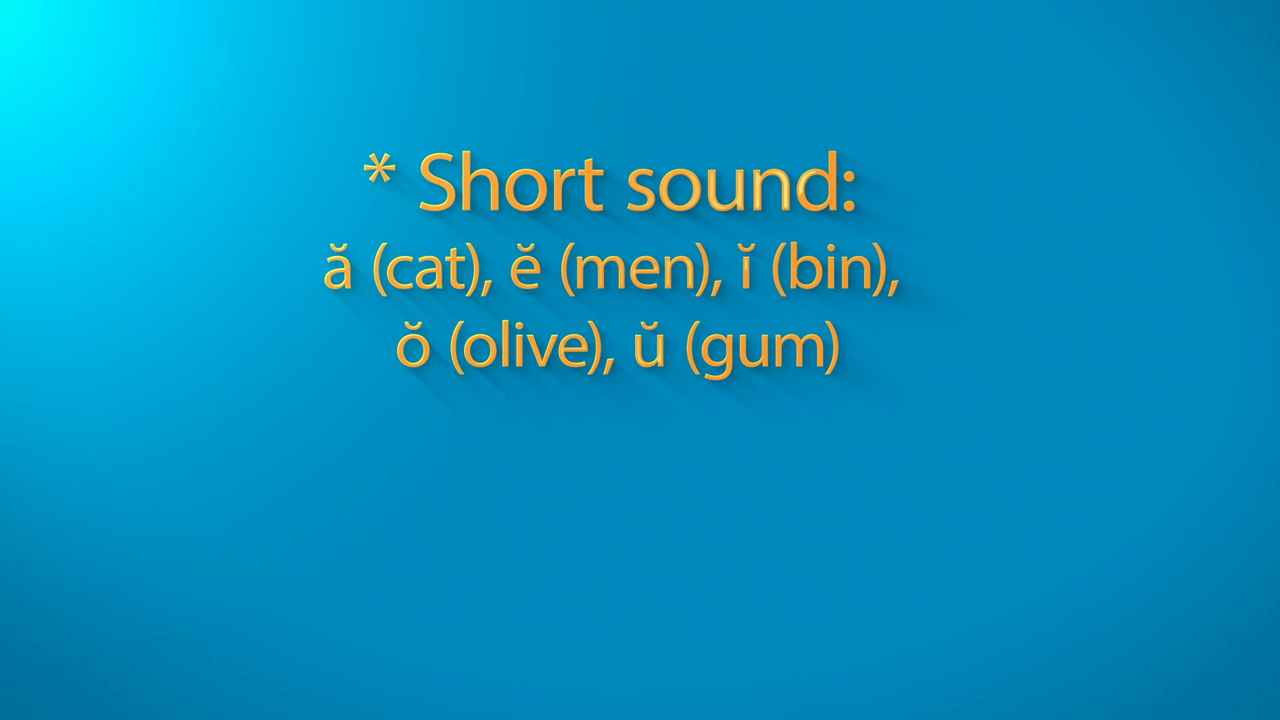 * Short sound:
ă (cat), ĕ (men), ĭ (bin),
ŏ (olive), ŭ (gum)